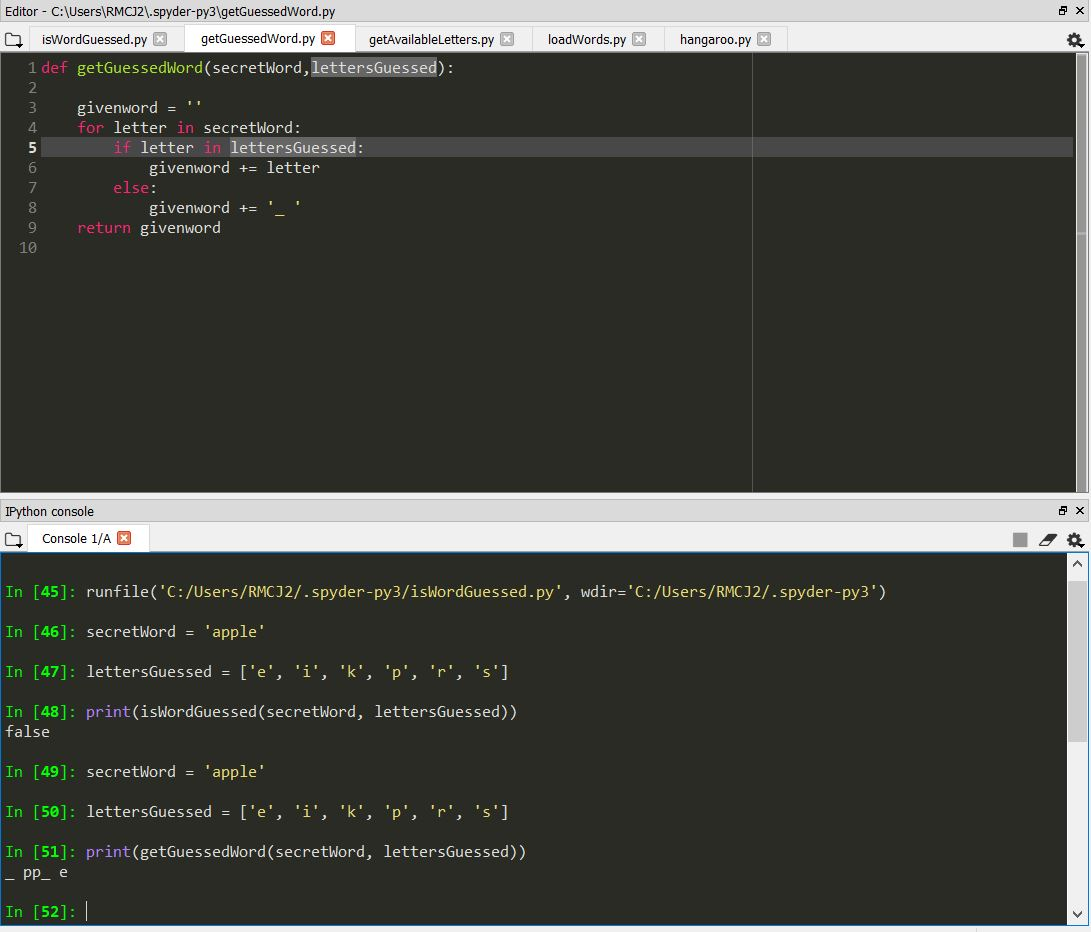 Editor - C:\Users\RMCJ2\.spyder-py3\getGuessedWord.py
isWordGuessed.py getGuessedWord.py getAvailableLetters.py loadWords.py hangaroo.py
1 def getGuessedWord(secretWord,lettersGuessed):
2
3     givenword = ''
4     for letter in secretWord:
5         if letter in lettersGuessed:
6             givenword += letter
7         else:
8             givenword += '_ '
9     return givenword
10
IPython console
Console 1/A
In [45]: runfile('C:/Users/RMCJ2/.spyder-py3/isWordGuessed.py', wdir='C:/Users/RMCJ2/.spyder-py3')
In [46]: secretWord = 'apple'
In [47]: lettersGuessed = ['e', 'i', 'k', 'p', 'r', 's']
In [48]: print(isWordGuessed(secretWord, lettersGuessed))
false
In [49]: secretWord = 'apple'
In [50]: lettersGuessed = ['e', 'i', 'k', 'p', 'r', 's']
In [51]: print(getGuessedWord(secretWord, lettersGuessed))
_ pp_ e
In [52]: